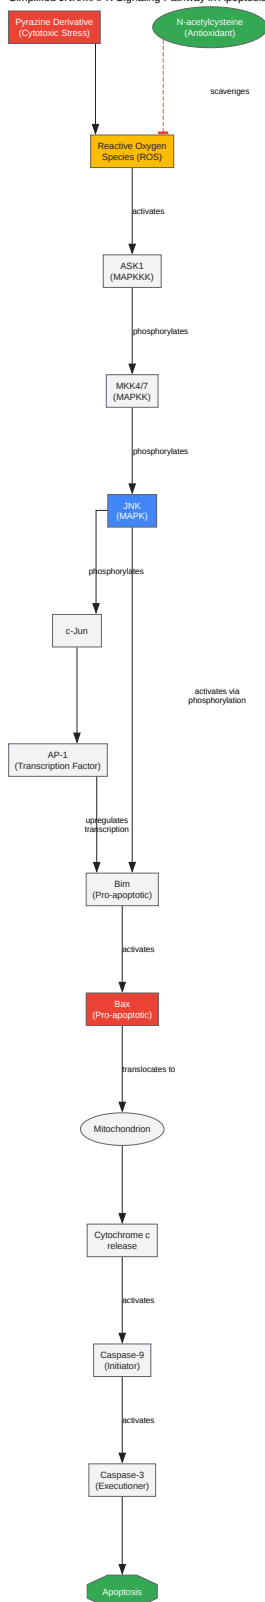 Simplified JNK/MAPK Signaling Pathway in Apoptosis
Pyrazine Derivative
(Cytotoxic Stress)
N-acetylcysteine
(Antioxidant)
scavenges
Reactive Oxygen
Species (ROS)
activates
ASK1
(MAPKKK)
phosphorylates
MKK4/7
(MAPKK)
phosphorylates
JNK
(MAPK)
phosphorylates
c-Jun
activates via
phosphorylation
AP-1
(Transcription Factor)
upregulates
transcription
Bim
(Pro-apoptotic)
activates
Bax
(Pro-apoptotic)
translocates to
Mitochondrion
Cytochrome c
release
activates
Caspase-9
(Initiator)
activates
Caspase-3
(Executioner)
Apoptosis